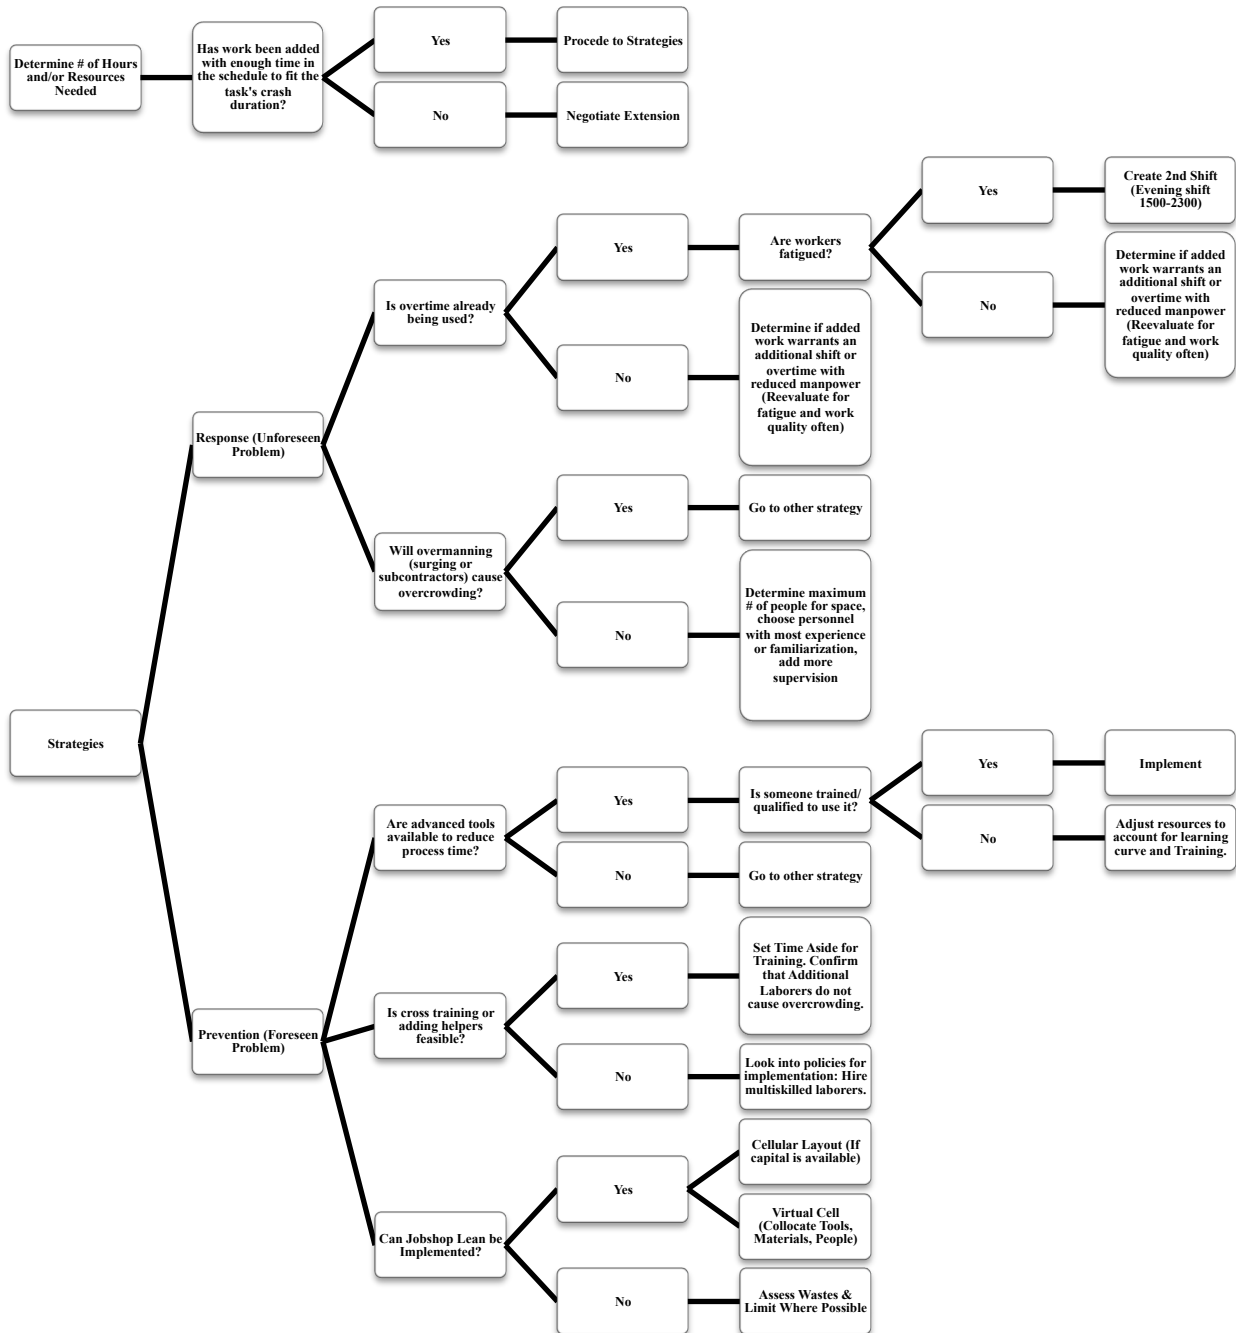 Determine # of Hours
and/or Resources
Needed
Has work been added
with enough time in
the schedule to fit the
task's crash
duration?
Yes
Procede to Strategies
No
Negotiate Extension
Strategies
Response (Unforeseen
Problem)
Is overtime already
being used?
Yes
Are workers
fatigued?
Yes
Create 2nd Shift
(Evening shift
1500-2300)
No
Determine if added
work warrants an
additional shift or
overtime with
reduced manpower
(Reevaluate for
fatigue and work
quality often)
No
Determine if added
work warrants an
additional shift or
overtime with
reduced manpower
(Reevaluate for
fatigue and work
quality often)
Will overmanning
(surging or
subcontractors) cause
overcrowding?
Yes
Go to other strategy
No
Determine maximum
# of people for space,
choose personnel
with most experience
or familiarization,
add more
supervision
Prevention (Foreseen
Problem)
Are advanced tools
available to reduce
process time?
Yes
Is someone trained/
qualified to use it?
Yes
Implement
No
Adjust resources to
account for learning
curve and Training.
No
Go to other strategy
Is cross training or
adding helpers
feasible?
Yes
Set Time Aside for
Training. Confirm
that Additional
Laborers do not
cause overcrowding.
No
Look into policies for
implementation: Hire
multiskilled laborers.
Can Jobshop Lean be
Implemented?
Yes
Cellular Layout (If
capital is available)
Virtual Cell
(Collocate Tools,
Materials, People)
No
Assess Wastes &
Limit Where Possible